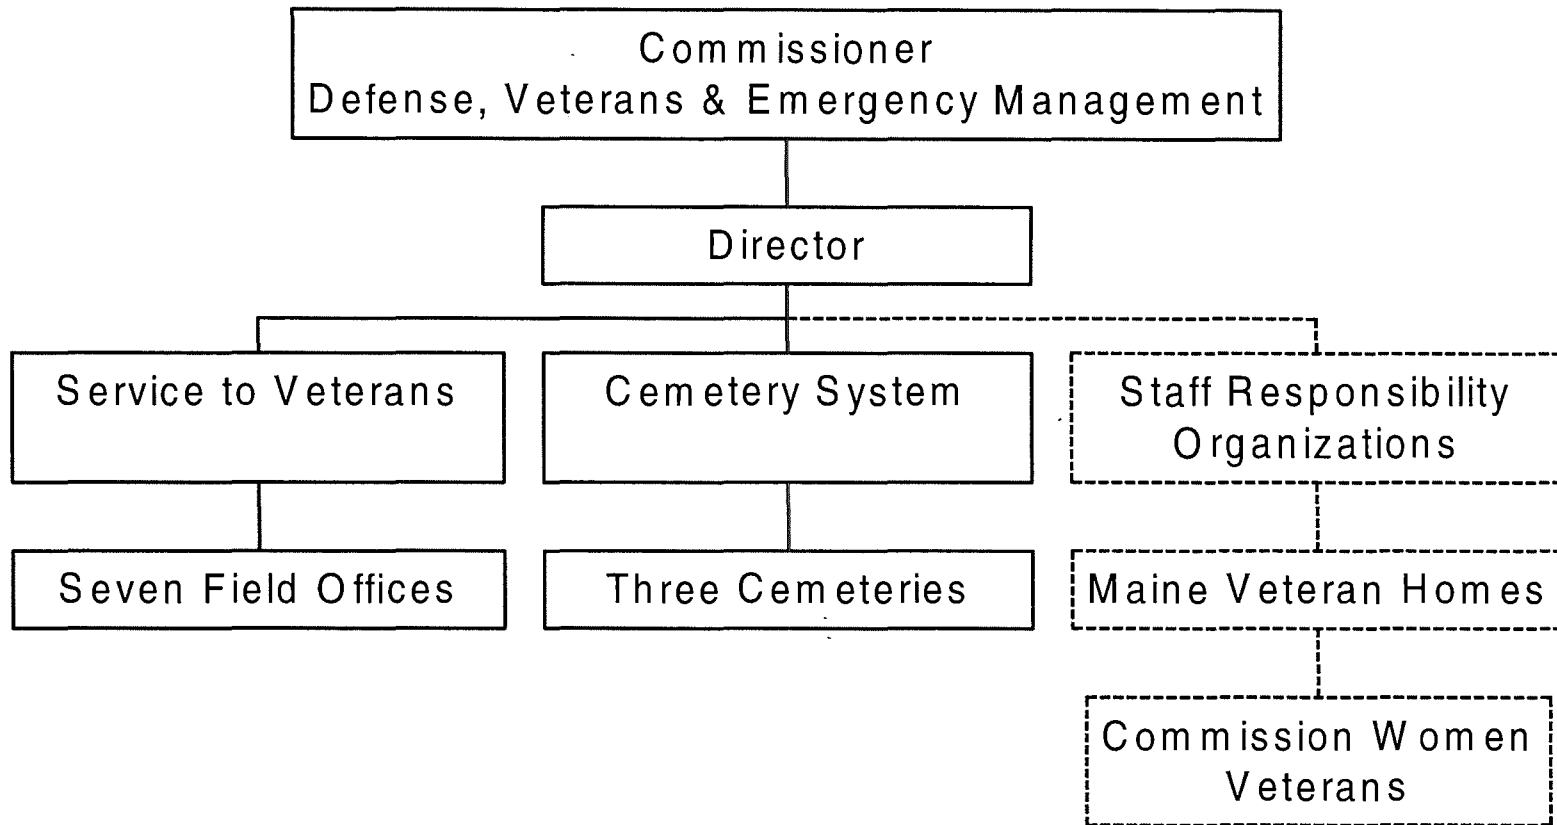 Commissioner
Defense, Veterans & Emergency Management
Director
Service to Veterans
Cemetery System
Staff Responsibility
Organizations
Seven Field Offices
Three Cemeteries
Maine Veteran Homes
Commission Women
Veterans